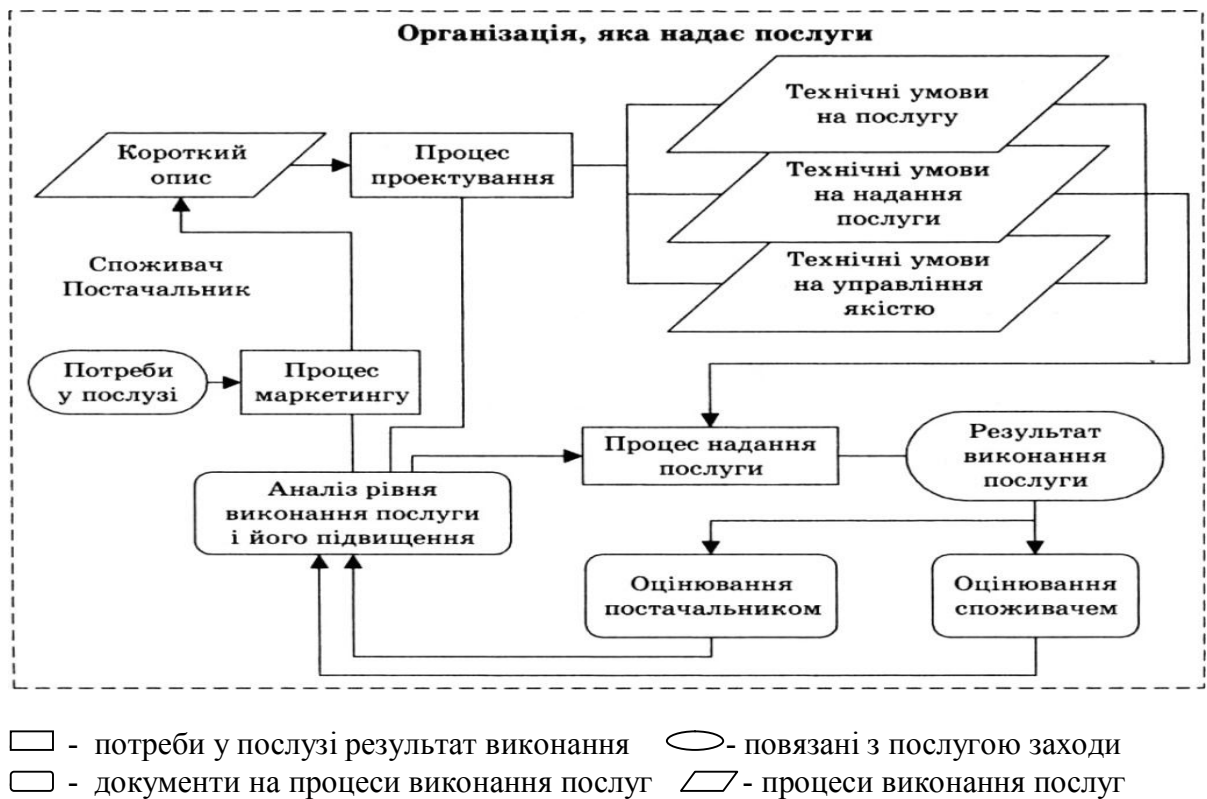 Організація, яка надає послуги
Технічні умови
на послугу
Короткий
опис
Процес
проектування
Технічні умови
на надання
послуги
Технічні умови
на управління
якістю
Споживач
Постачальник
Потреби
у послузі
Процес
маркетингу
Процес надання
послуги
Результат
виконання
послуги
Аналіз рівня
виконання послуги
і його підвищення
Оцінювання
постачальником
Оцінювання
споживачем
- потреби у послузі результат виконання
- повязані з послугою заходи
- документи на процеси виконання послуг
- процеси виконання послуг